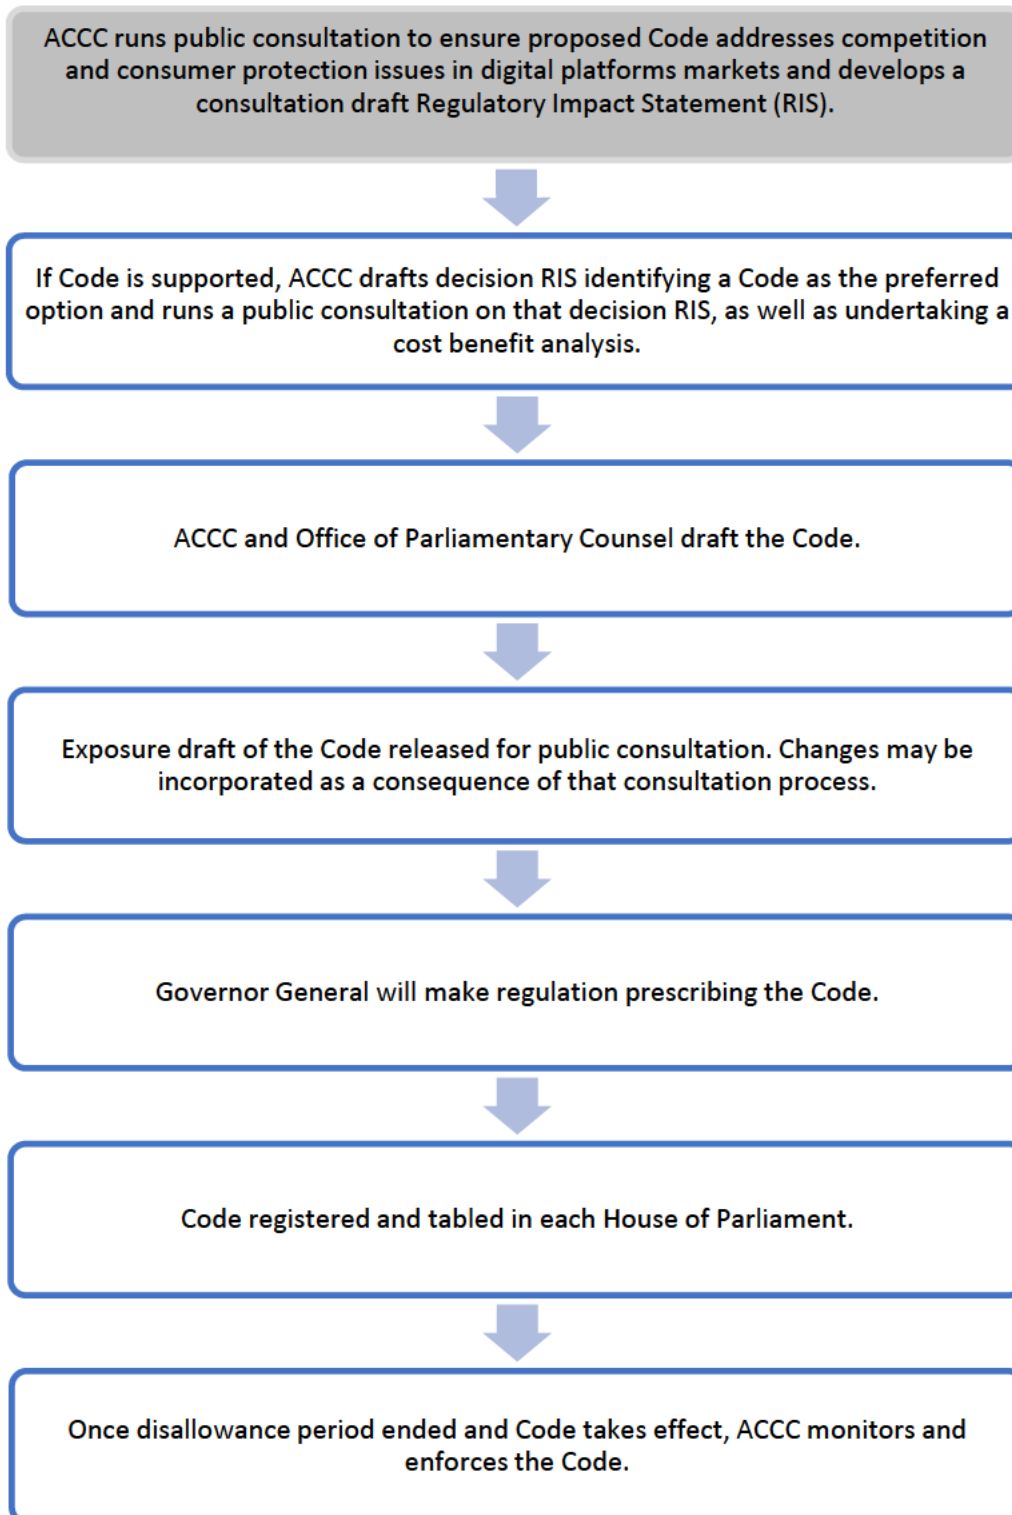 ACCC runs public consultation to ensure proposed Code addresses competition
and consumer protection issues in digital platforms markets and develops a
consultation draft Regulatory Impact Statement (RIS).
If Code is supported, ACCC drafts decision RIS identifying a Code as the preferred
option and runs a public consultation on that decision RIS, as well as undertaking a
cost benefit analysis.
ACCC and Office of Parliamentary Counsel draft the Code.
Exposure draft of the Code released for public consultation. Changes may be
incorporated as a consequence of that consultation process.
Governor General will make regulation prescribing the Code.
Code registered and tabled in each House of Parliament.
Once disallowance period ended and Code takes effect, ACCC monitors and
enforces the Code.